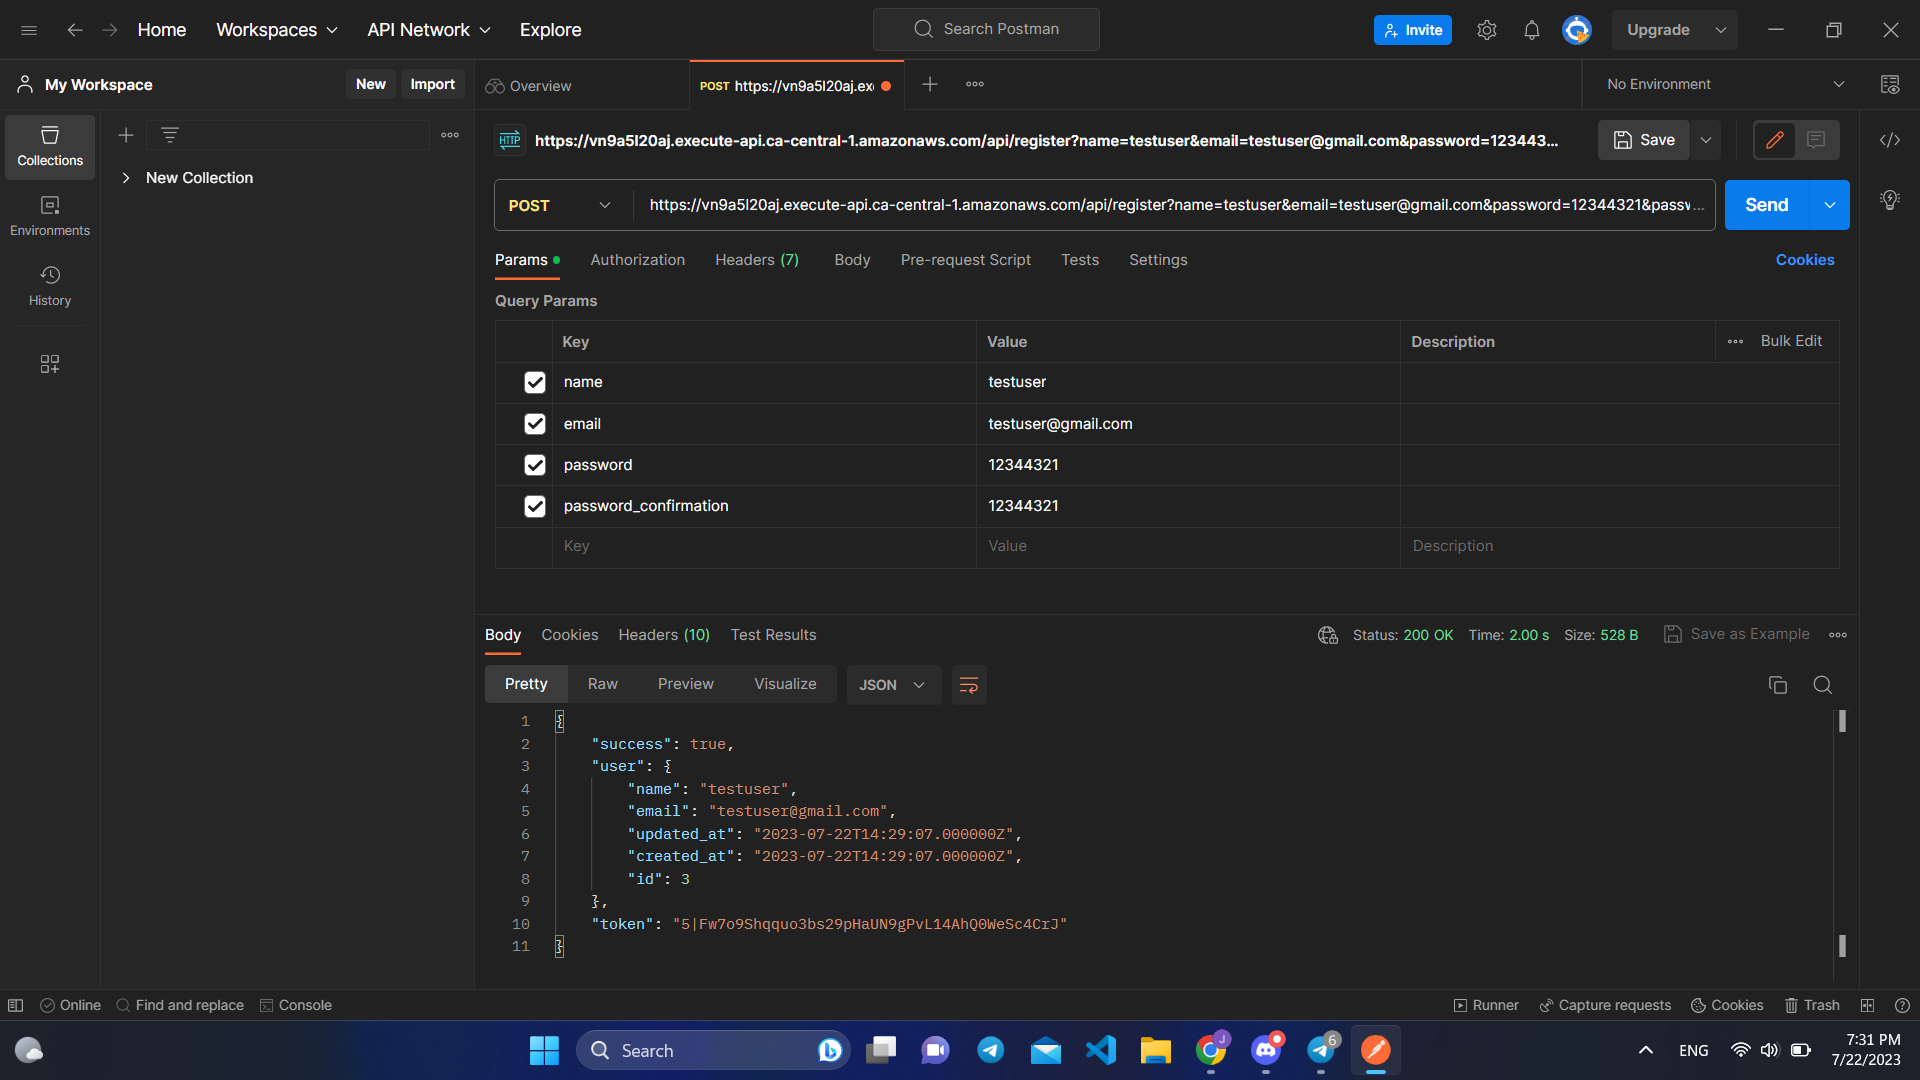 Home
Workspaces
API Network
Explore
Search Postman
Invite
Upgrade
My Workspace
New
Import
Overview
POST https://vn9a5l20aj.exe
No Environment
Collections
Environments
History
New Collection
HTTP
https://vn9a5l20aj.execute-api.ca-central-1.amazonaws.com/api/register?name=testuser&email=testuser@gmail.com&password=123443...
Save
POST
https://vn9a5l20aj.execute-api.ca-central-1.amazonaws.com/api/register?name=testuser&email=testuser@gmail.com&password=12344321&passw...
Send
Params
Authorization
Headers (7)
Body
Pre-request Script
Tests
Settings
Cookies
Query Params
Key Value Description Bulk Edit
name testuser
email testuser@gmail.com
password 12344321
password_confirmation 12344321
Key Value Description
Body
Cookies
Headers (10)
Test Results
Status: 200 OK Time: 2.00 s Size: 528 B
Save as Example
Pretty
Raw
Preview
Visualize
JSON
1 {
2 "success": true,
3 "user": {
4 "name": "testuser",
5 "email": "testuser@gmail.com",
6 "updated_at": "2023-07-22T14:29:07.000000Z",
7 "created_at": "2023-07-22T14:29:07.000000Z",
8 "id": 3
9 },
10 "token": "5|Fw7o9Shqquo3bs29pHaUN9gPvL14AhQ0WeSc4CrJ"
11 }
Online
Find and replace
Console
Runner
Capture requests
Cookies
Trash
Search
J
6
ENG
7:31 PM
7/22/2023